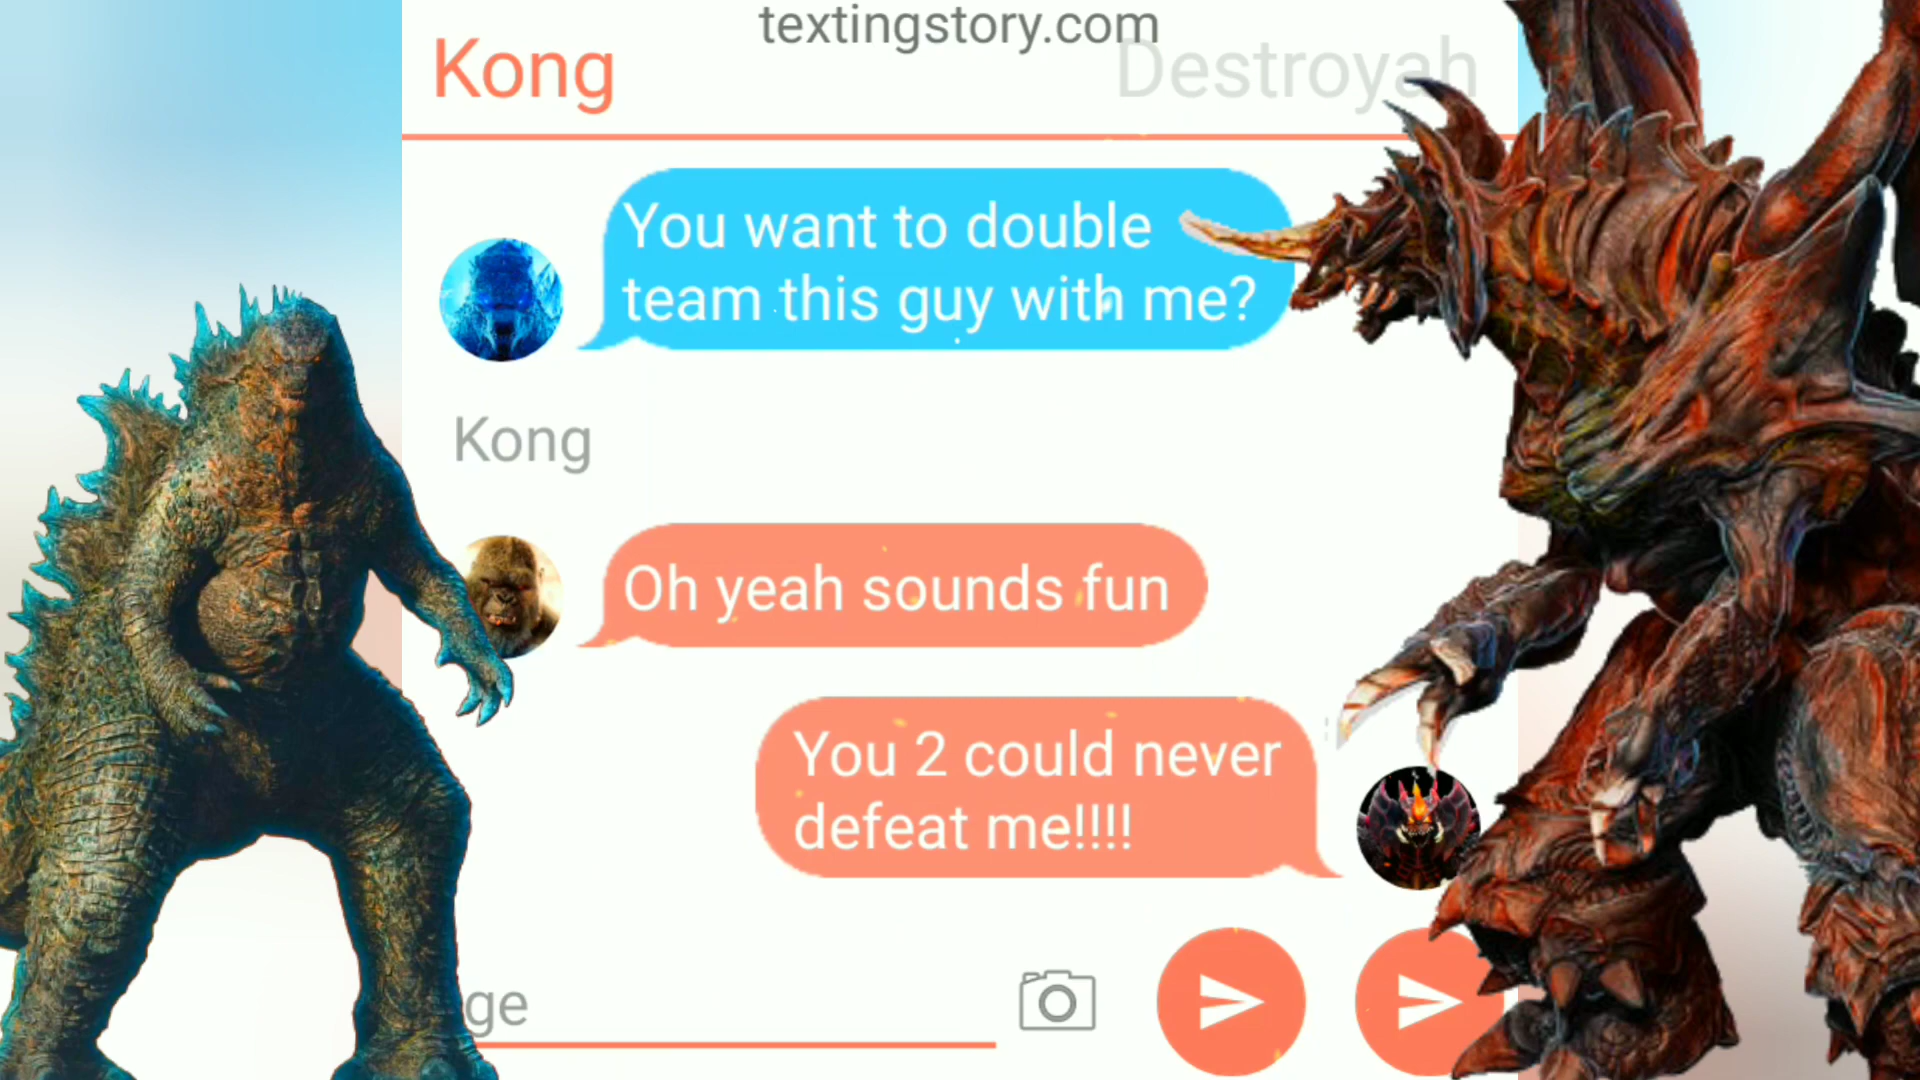 textingstory.com
Kong
Destroyah
You want to double
team this guy with me?
Kong
Oh yeah sounds fun
You 2 could never
defeat me!!!!
ge